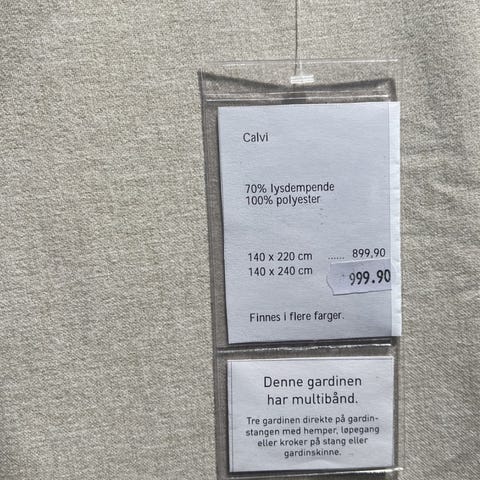 Calvi
70% lysdempende
100% polyester
140 x 220 cm ...... 899,90
140 x 240 cm 999.90
Finnes i flere farger.
Denne gardinen
har multibånd.
Tre gardinen direkte på gardin-
stangen med hemper, løpegang
eller kroker på stang eller
gardinskinne.